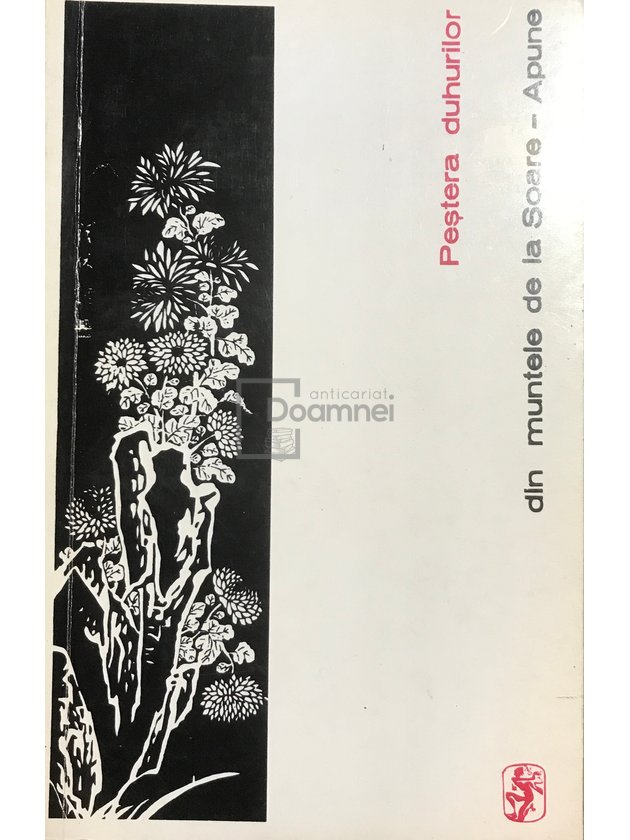 Peștera duhurilor
din muntele de la Soare – Apune
anticariat
Doamnei